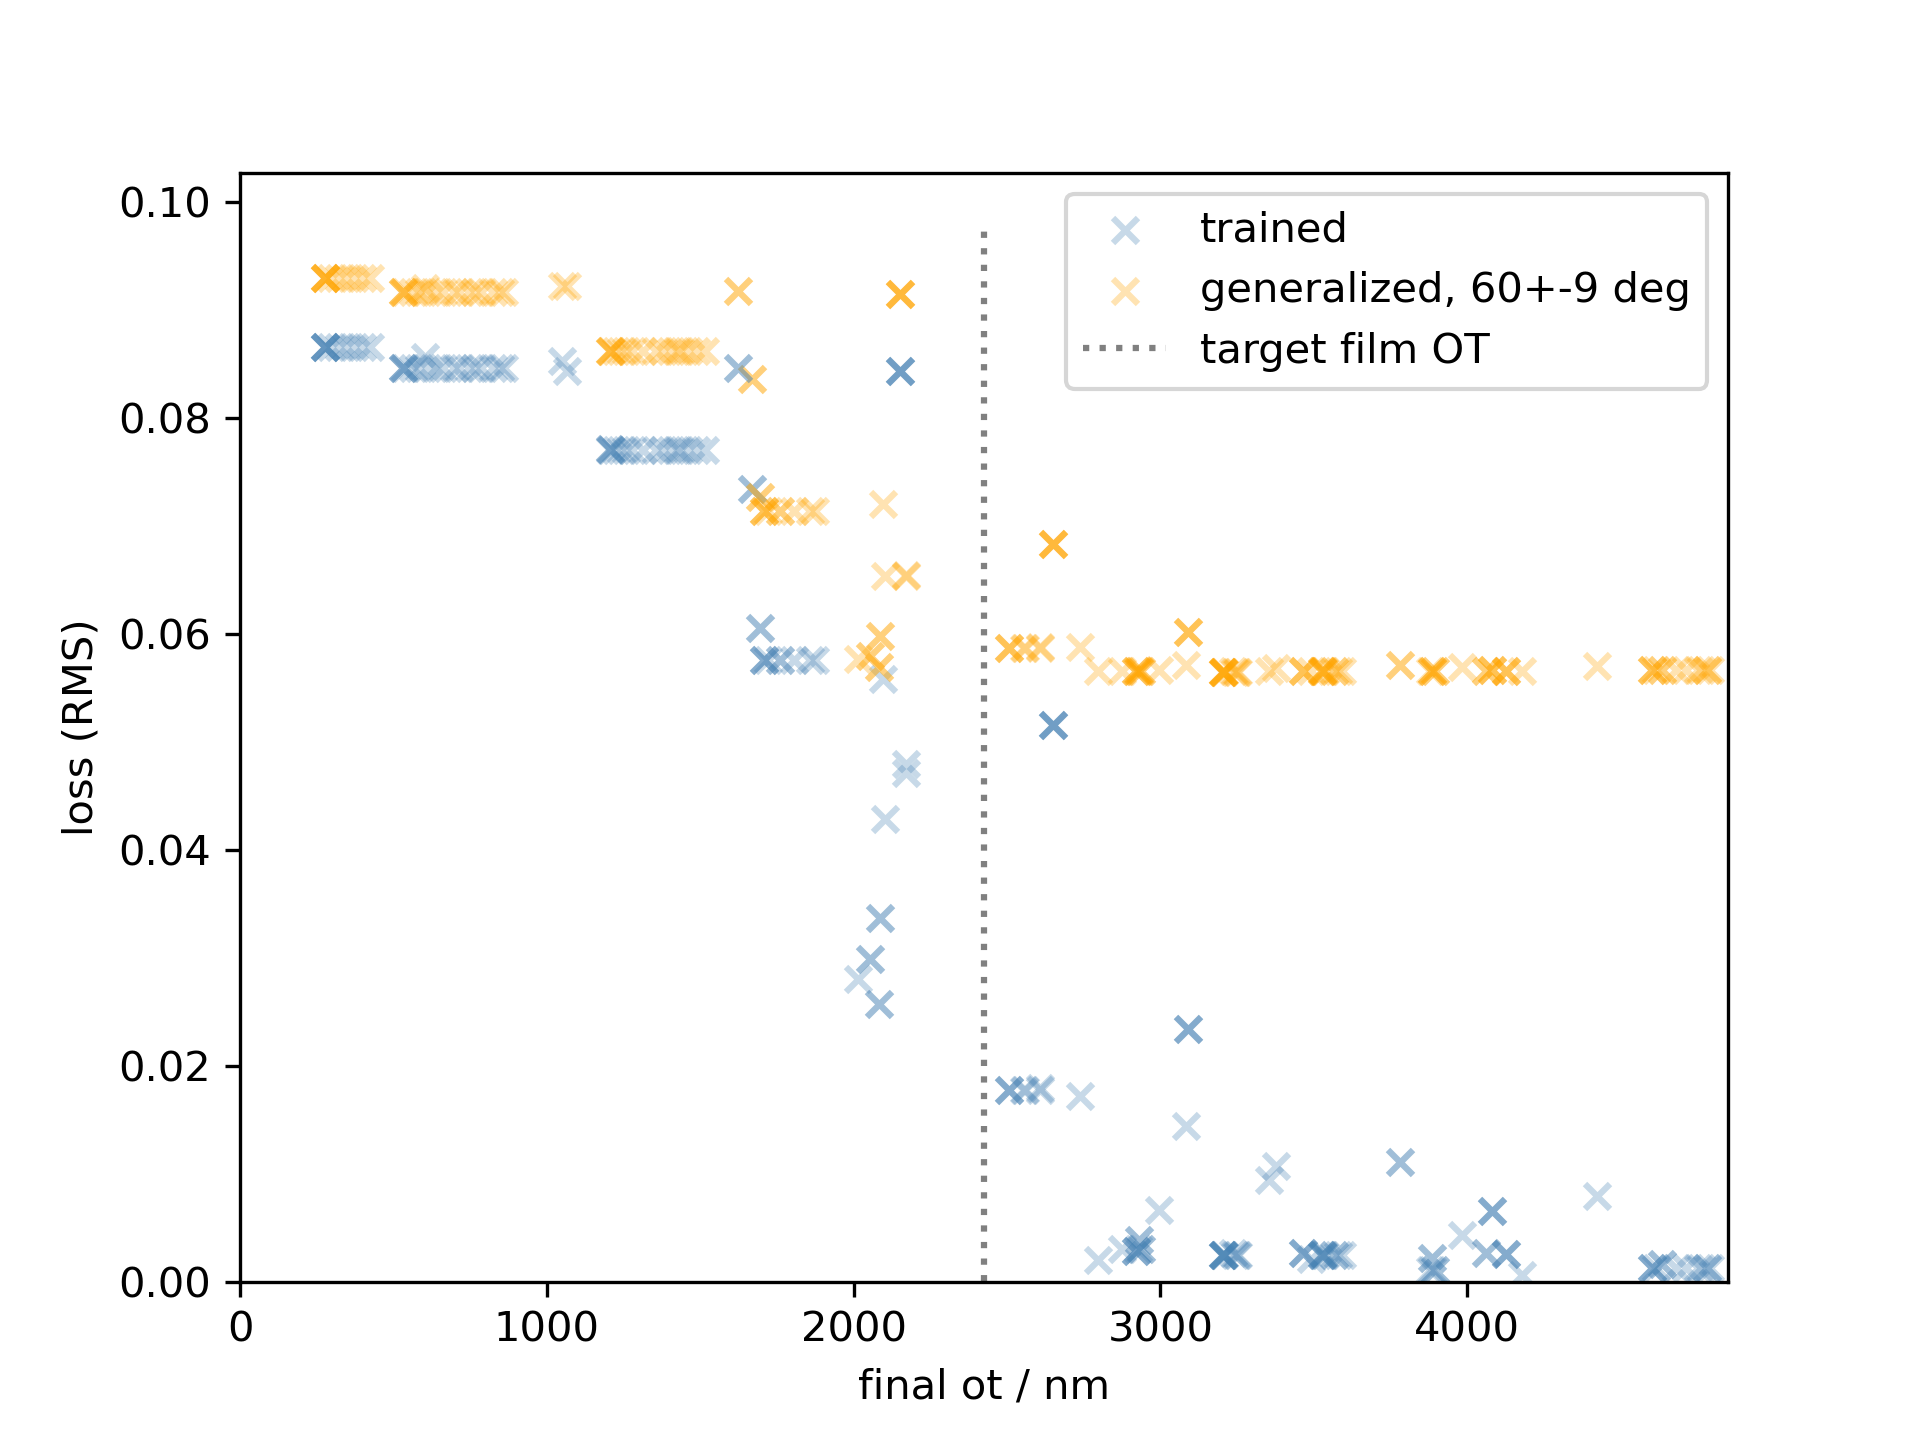 0.10
0.08
0.06
0.04
0.02
0.00
loss (RMS)
trained
generalized, 60+-9 deg
target film OT
0 1000 2000 3000 4000
final ot / nm